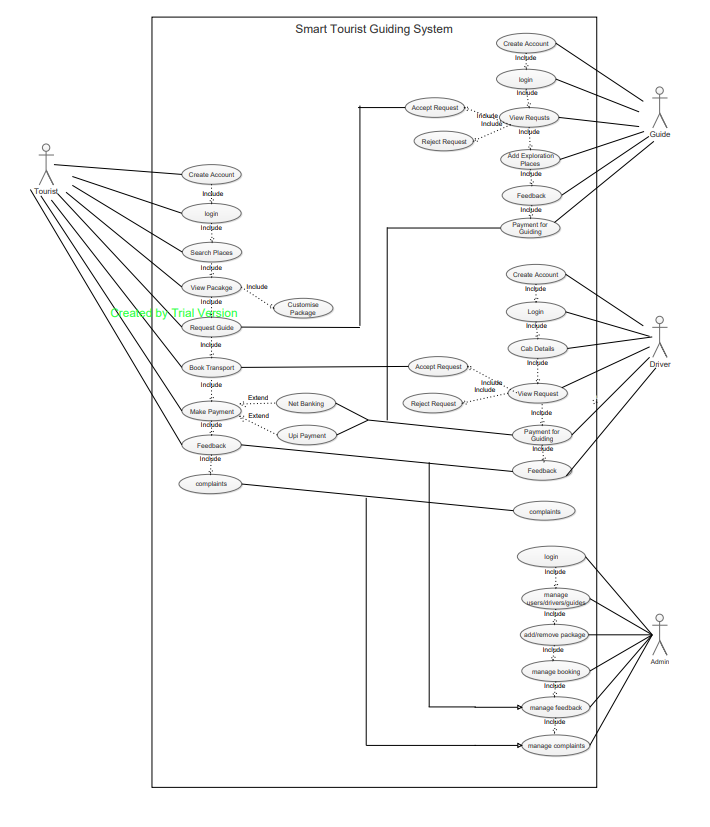 Smart Tourist Guiding System
Create Account
Include
login
Include
Accept Request
Include
View Requsts
Include
Reject Request
Include
Add Exploration
Places
Include
Feedback
Include
Payment for
Guiding
Guide
Tourist
Create Account
Include
login
Include
Search Places
Include
View Pacakge
Include
Include
Customise
Package
Created by Trial Version
Request Guide
Include
Book Transport
Include
Make Payment
Include
Extend
Net Banking
Extend
Upi Payment
Feedback
Include
complaints
Create Account
Include
Login
Include
Cab Details
Include
Accept Request
Include
View Request
Include
Reject Request
Include
Payment for
Guiding
Include
Feedback
complaints
Driver
login
Include
manage
users/drivers/guides
Include
add/remove package
Include
manage booking
Include
manage feedback
Include
manage complaints
Admin